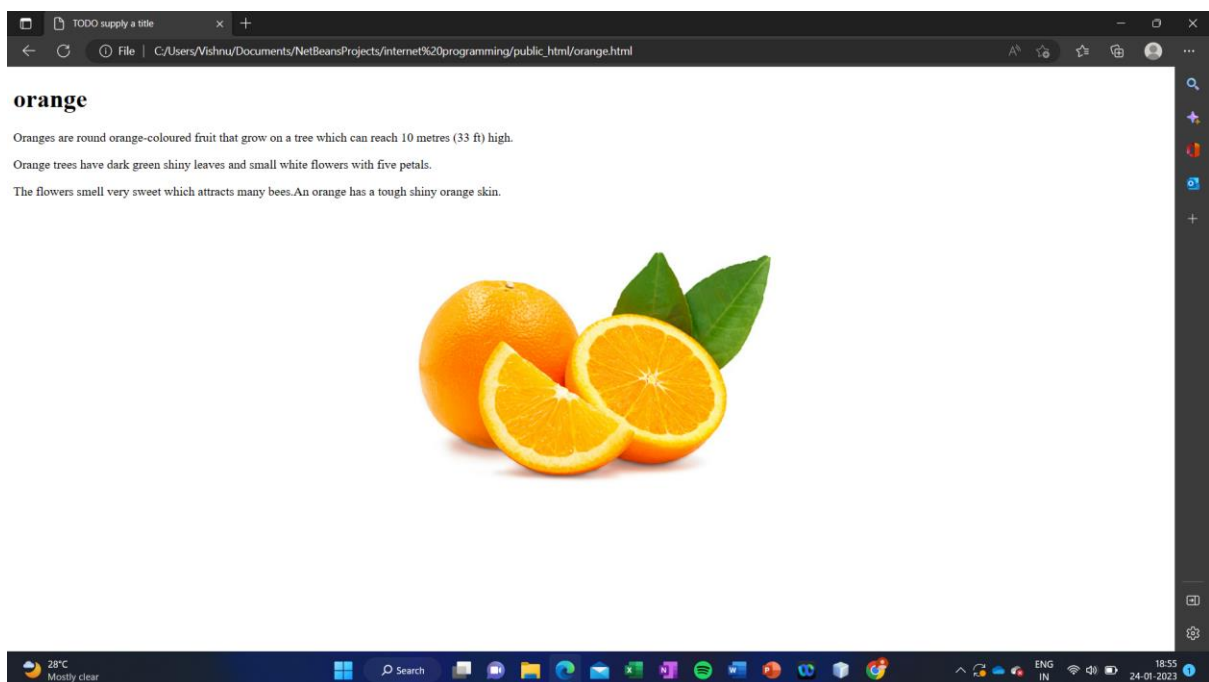 TODO supply a title
File | C:/Users/Vishnu/Documents/NetBeansProjects/internet%20programming/public_html/orange.html
orange
Oranges are round orange-coloured fruit that grow on a tree which can reach 10 metres (33 ft) high.
Orange trees have dark green shiny leaves and small white flowers with five petals.
The flowers smell very sweet which attracts many bees.An orange has a tough shiny orange skin.
28°C
Mostly clear
Search
ENG
IN
18:55
24-01-2023
1